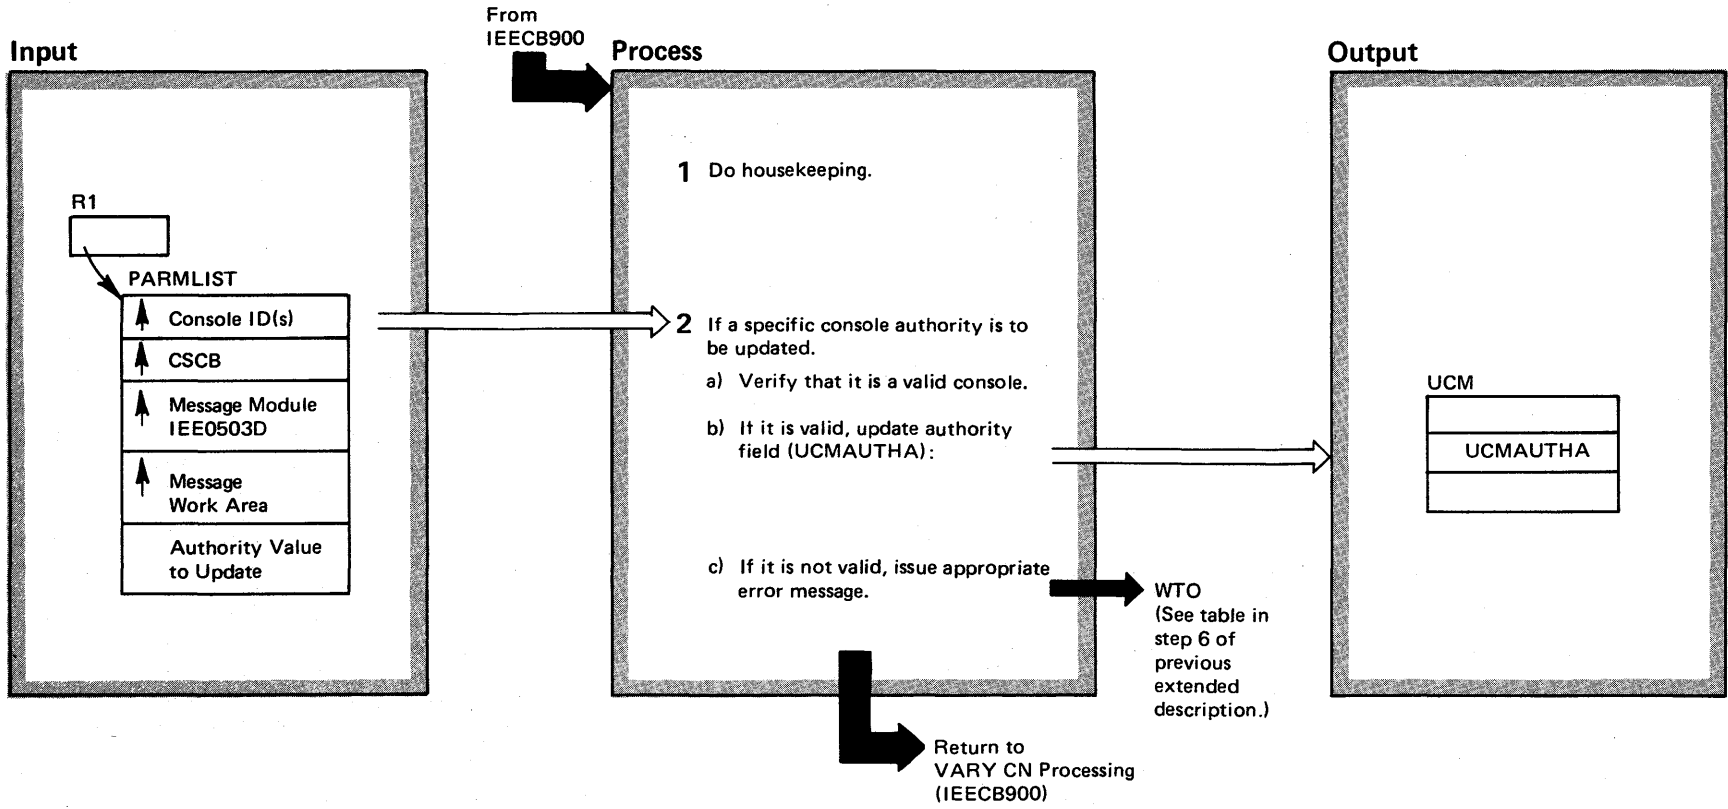 From
IEECB900
Input
Process
Output
R1
PARMLIST
Console ID(s)
CSCB
Message Module
IEE0503D
Message
Work Area
Authority Value
to Update
1 Do housekeeping.
2 If a specific console authority is to
be updated.
a) Verify that it is a valid console.
b) If it is valid, update authority
field (UCMAUTHA):
c) If it is not valid, issue appropriate
error message.
WTO
(See table in
step 6 of
previous
extended
description.)
Return to
VARY CN Processing
(IEECB900)
UCM
UCMAUTHA